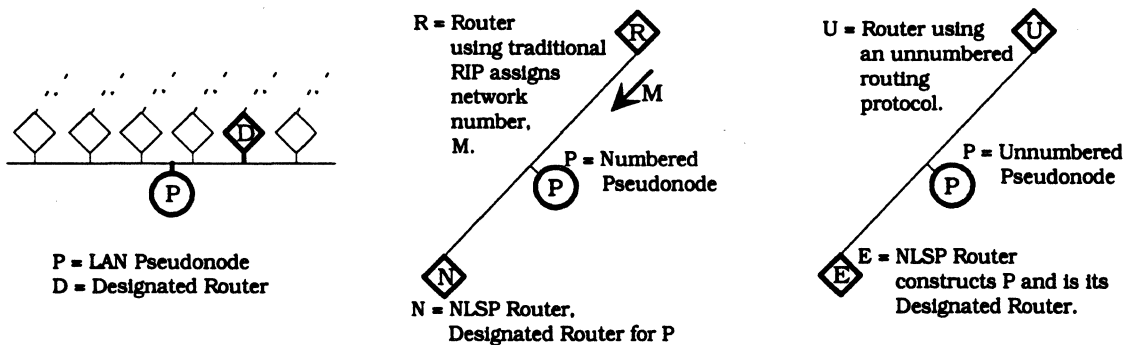 D
P
P = LAN Pseudonode
D = Designated Router
R = Router
using traditional
RIP assigns
network
number,
M.
R
M
P = Numbered
Pseudonode
P
N
N = NLSP Router,
Designated Router for P
U = Router using
an unnumbered
routing
protocol.
U
P = Unnumbered
Pseudonode
P
E
E = NLSP Router
constructs P and is its
Designated Router.